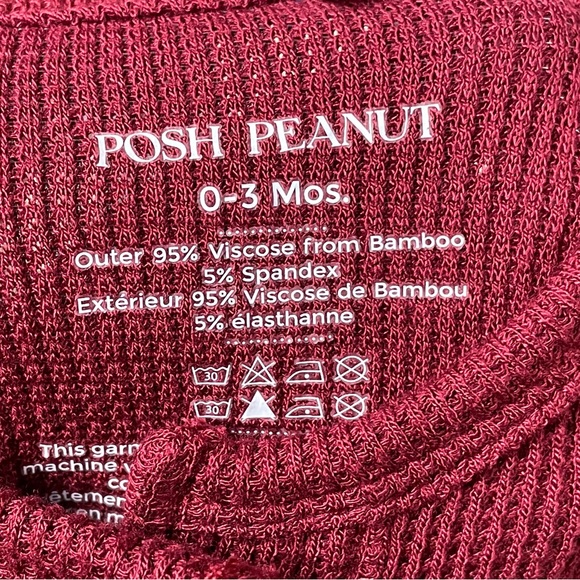 POSH PEANUT
0-3 Mos.
Outer 95% Viscose from Bamboo
5% Spandex
Extérieur 95% Viscose de Bambou
5% élasthanne
30
30
This
machine